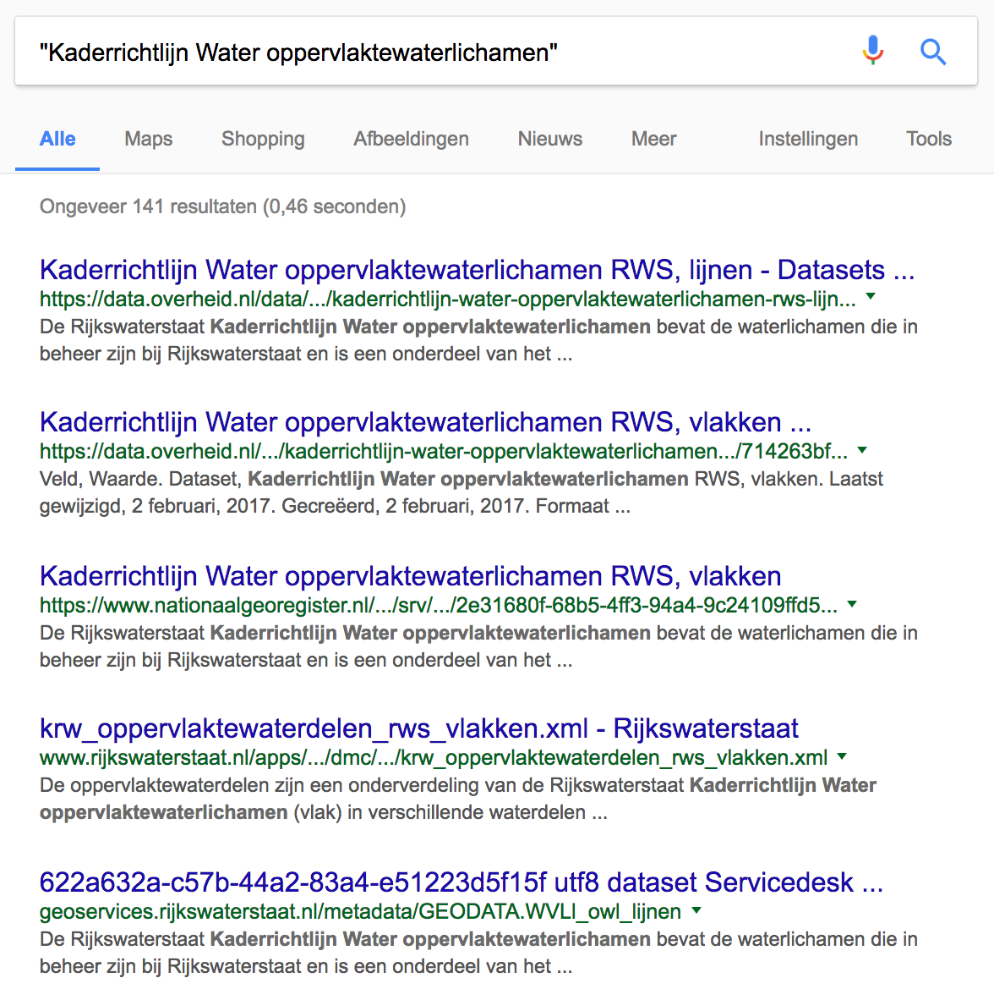 "Kaderrichtlijn Water oppervlaktewaterlichamen"
Alle Maps Shopping Afbeeldingen Nieuws Meer Instellingen Tools
Ongeveer 141 resultaten (0,46 seconden)
Kaderrichtlijn Water oppervlaktewaterlichamen RWS, lijnen - Datasets ...
https://data.overheid.nl/data/.../kaderrichtlijn-water-oppervlaktewaterlichamen-rws-lijn...
De Rijkswaterstaat Kaderrichtlijn Water oppervlaktewaterlichamen bevat de waterlichamen die in
beheer zijn bij Rijkswaterstaat en is een onderdeel van het ...
Kaderrichtlijn Water oppervlaktewaterlichamen RWS, vlakken ...
https://data.overheid.nl/.../kaderrichtlijn-water-oppervlaktewaterlichamen.../714263bf...
Veld, Waarde. Dataset, Kaderrichtlijn Water oppervlaktewaterlichamen RWS, vlakken. Laatst
gewijzigd, 2 februari, 2017. Gecreëerd, 2 februari, 2017. Formaat ...
Kaderrichtlijn Water oppervlaktewaterlichamen RWS, vlakken
https://www.nationaalgeoregister.nl/.../srv/.../2e31680f-68b5-4ff3-94a4-9c24109ffd5...
De Rijkswaterstaat Kaderrichtlijn Water oppervlaktewaterlichamen bevat de waterlichamen die in
beheer zijn bij Rijkswaterstaat en is een onderdeel van het ...
krw_oppervlaktewaterdelen_rws_vlakken.xml - Rijkswaterstaat
www.rijkswaterstaat.nl/apps/.../dmc/.../krw_oppervlaktewaterdelen_rws_vlakken.xml
De oppervlaktewaterdelen zijn een onderverdeling van de Rijkswaterstaat Kaderrichtlijn Water
oppervlaktewaterlichamen (vlak) in verschillende waterdelen ...
622a632a-c57b-44a2-83a4-e51223d5f15f utf8 dataset Servicedesk ...
geoservices.rijkswaterstaat.nl/metadata/GEODATA.WVLl_owl_lijnen
De Rijkswaterstaat Kaderrichtlijn Water oppervlaktewaterlichamen bevat de waterlichamen die in
beheer zijn bij Rijkswaterstaat en is een onderdeel van het ...